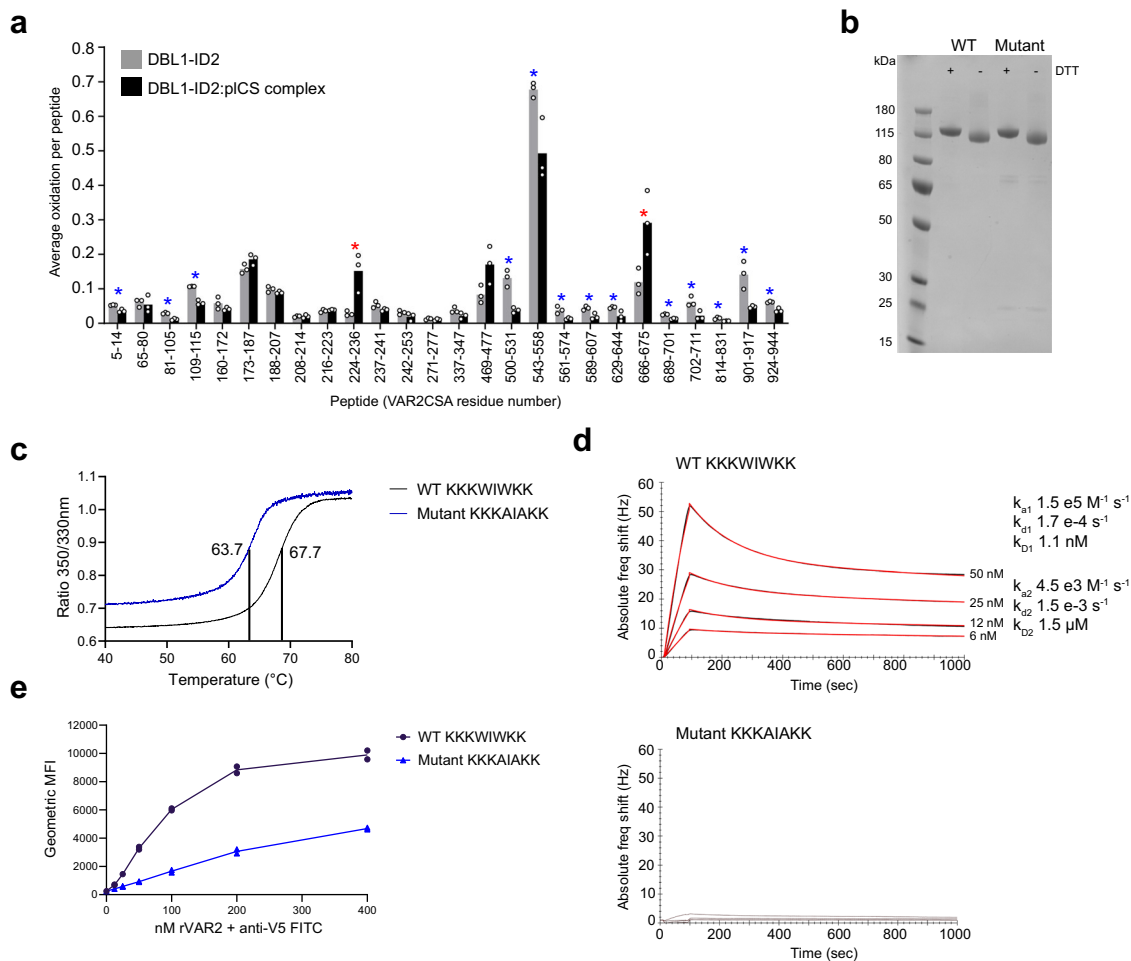 a
DBL1-ID2
DBL1-ID2:plCS complex
Average oxidation per peptide
0.8
0.7
0.6
0.5
0.4
0.3
0.2
0.1
0
* * * * * * * * * * * * * * *
5-14
65-80
81-105
109-115
160-172
173-187
188-207
208-214
216-223
224-236
237-241
242-253
271-277
337-347
469-477
500-531
543-558
561-574
589-607
629-644
666-675
689-701
702-711
814-831
901-917
924-944
Peptide (VAR2CSA residue number)
b
WT Mutant
kDa + - + - DTT
180
115
80
65
50
30
25
15
c
Ratio 350/330nm
1.1
1.0
0.9
0.8
0.7
0.6
WT KKKWIWKK
Mutant KKKAIAKK
63.7 67.7
40 50 60 70 80
Temperature (°C)
d
WT KKKWIWKK
Absolute freq shift (Hz)
60
50
40
30
20
10
0
50 nM
25 nM
12 nM
6 nM
0 200 400 600 800 1000
Time (sec)
ka1 1.5 e5 M-1 s-1
kd1 1.7 e-4 s-1
kD1 1.1 nM
ka2 4.5 e3 M-1 s-1
kd2 1.5 e-3 s-1
kD2 1.5 µM
Mutant KKKAIAKK
Absolute freq shift (Hz)
60
50
40
30
20
10
0
0 200 400 600 800 1000
Time (sec)
e
Geometric MFI
12000
10000
8000
6000
4000
2000
0
WT KKKWIWKK
Mutant KKKAIAKK
0 100 200 300 400
nM rVAR2 + anti-V5 FITC